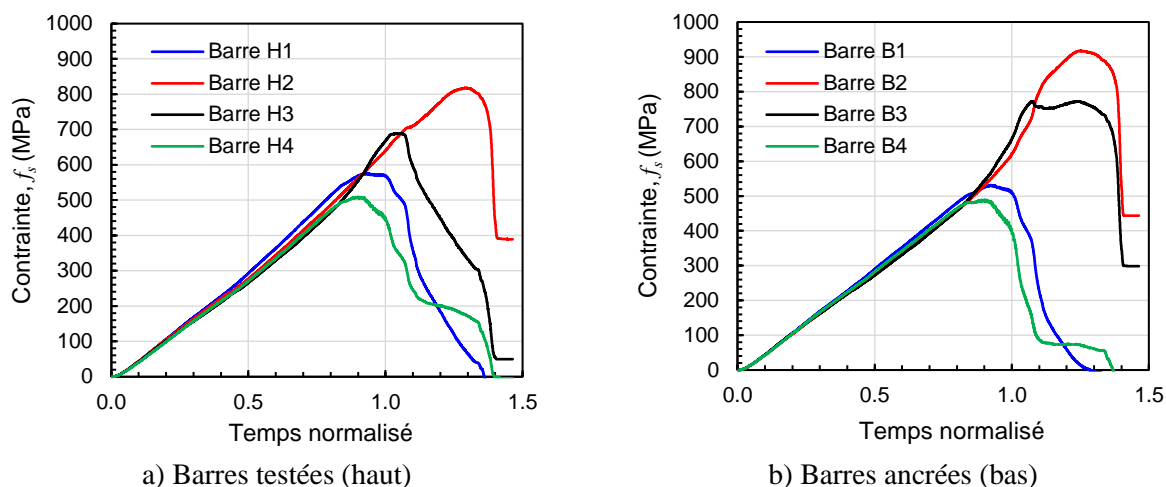 1000
900
800
700
600
500
400
300
200
100
0
Contrainte, fs (MPa)
Barre H1
Barre H2
Barre H3
Barre H4
0.0 0.5 1.0 1.5
Temps normalisé
a) Barres testées (haut)
1000
900
800
700
600
500
400
300
200
100
0
Contrainte, fs (MPa)
Barre B1
Barre B2
Barre B3
Barre B4
0.0 0.5 1.0 1.5
Temps normalisé
b) Barres ancrées (bas)